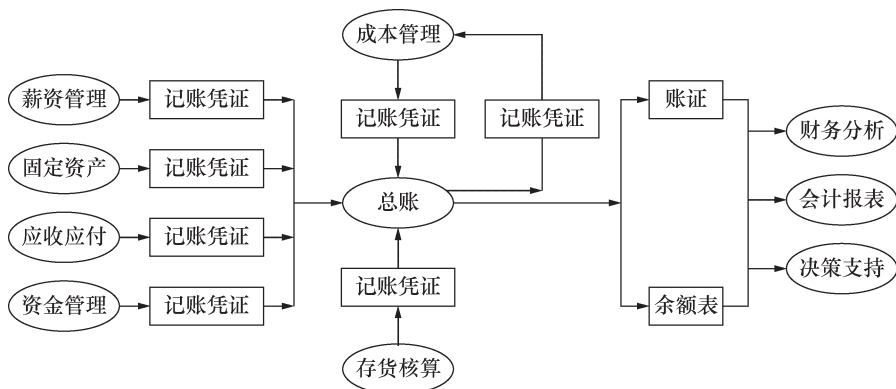 成本管理
薪资管理
记账凭证
记账凭证
记账凭证
账证
财务分析
固定资产
记账凭证
总账
会计报表
应收应付
记账凭证
决策支持
资金管理
记账凭证
记账凭证
余额表
存货核算